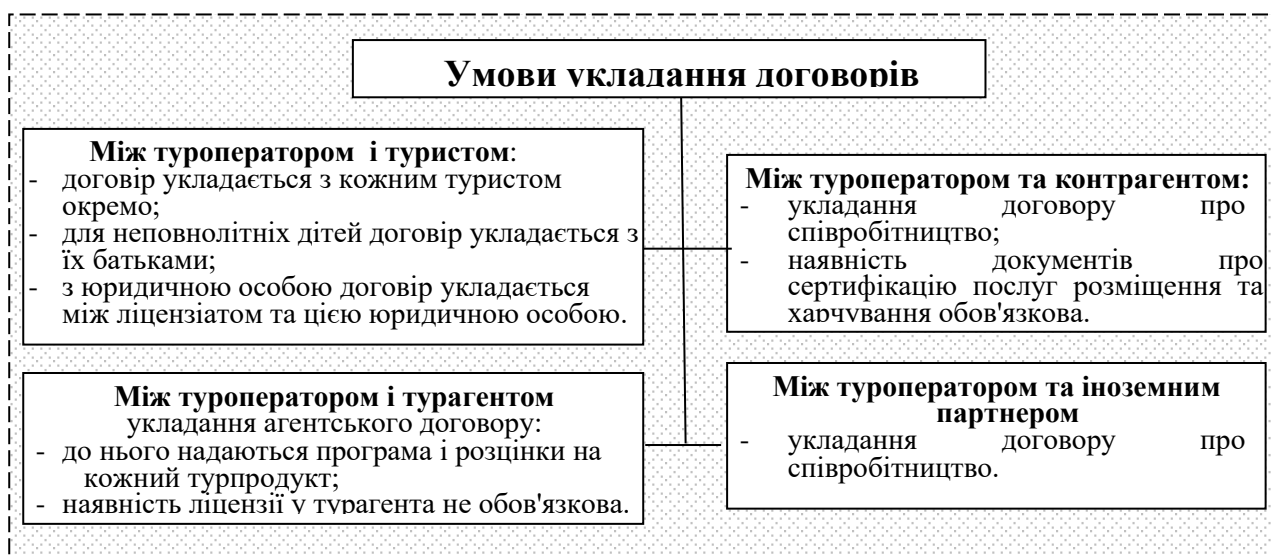 Умови укладання договорів
Між туроператором і туристом:
- договір укладається з кожним туристом
окремо;
- для неповнолітніх дітей договір укладається з
їх батьками;
- з юридичною особою договір укладається
між ліцензіатом та цією юридичною особою.
Між туроператором та контрагентом:
- укладання договору про
співробітництво;
- наявність документів про
сертифікацію послуг розміщення та
харчування обов'язкова.
Між туроператором і турагентом
укладання агентського договору:
- до нього надаються програма і розцінки на
кожний турпродукт;
- наявність ліцензії у турагента не обов'язкова.
Між туроператором та іноземним
партнером
- укладання договору про
співробітництво.